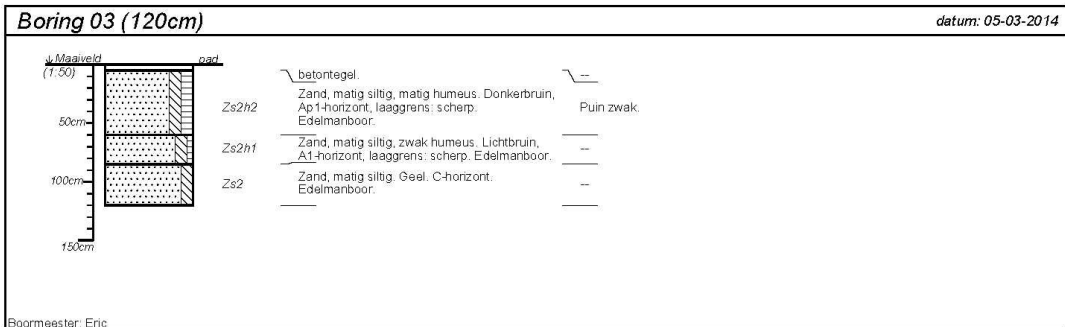 Boring 03 (120cm)
datum: 05-03-2014
↓ Maaiveld
pad
(1:50)
betontegel.
--
Zs2h2
Zand, matig siltig, matig humeus. Donkerbruin,
Ap1-horizont, laaggrens: scherp.
Edelmanboor.
Puin zwak.
50cm
Zs2h1
Zand, matig siltig, zwak humeus. Lichtbruin,
A1-horizont, laaggrens: scherp. Edelmanboor.
--
100cm
Zs2
Zand, matig siltig. Geel. C-horizont.
Edelmanboor.
--
150cm
Boormeester: Eric